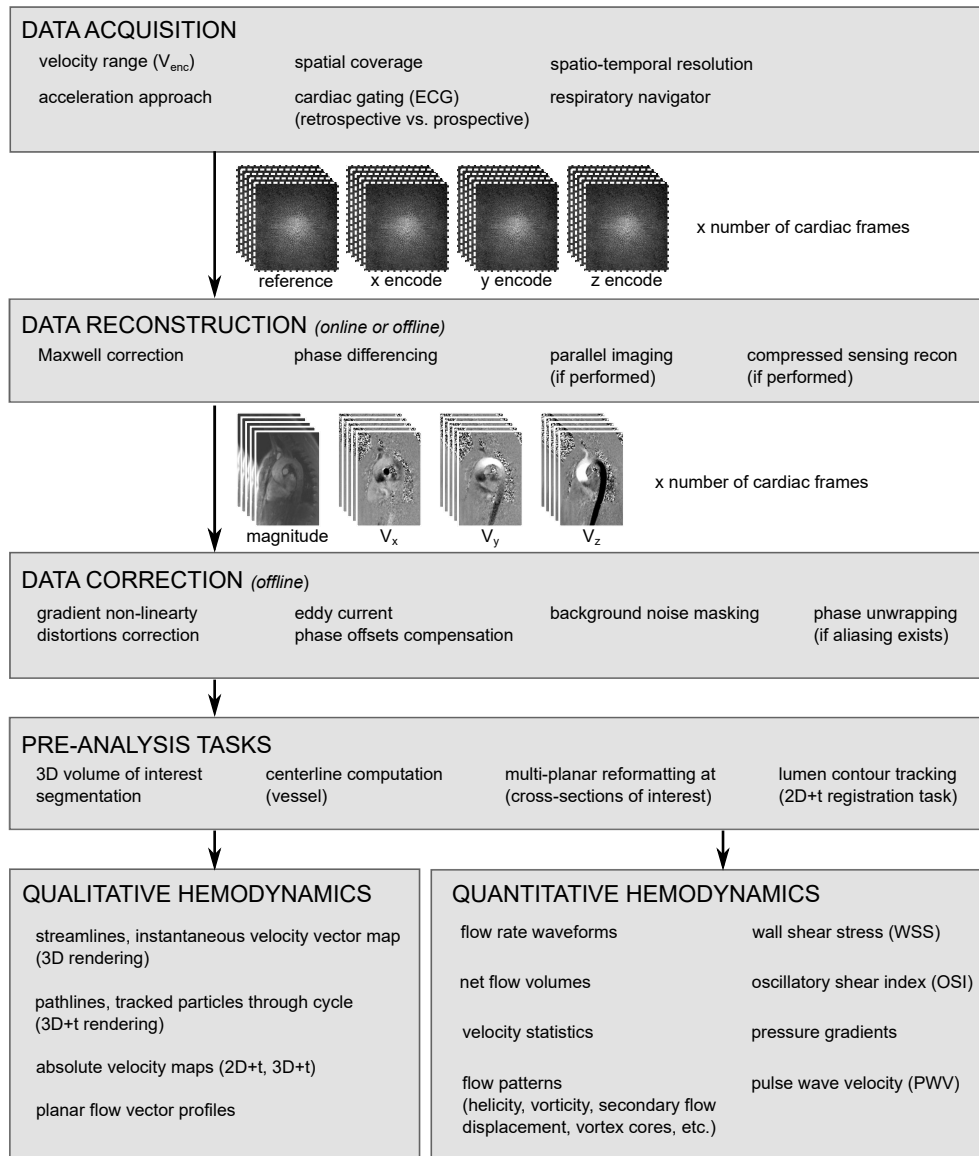 DATA ACQUISITION
velocity range (Venc)
spatial coverage
spatio-temporal resolution
acceleration approach
cardiac gating (ECG)
(retrospective vs. prospective)
respiratory navigator
reference
x encode
y encode
z encode
x number of cardiac frames
DATA RECONSTRUCTION (online or offline)
Maxwell correction
phase differencing
parallel imaging
(if performed)
compressed sensing recon
(if performed)
magnitude
Vx
Vy
Vz
x number of cardiac frames
DATA CORRECTION (offline)
gradient non-linearty
distortions correction
eddy current
phase offsets compensation
background noise masking
phase unwrapping
(if aliasing exists)
PRE-ANALYSIS TASKS
3D volume of interest
segmentation
centerline computation
(vessel)
multi-planar reformatting at
(cross-sections of interest)
lumen contour tracking
(2D+t registration task)
QUALITATIVE HEMODYNAMICS
streamlines, instantaneous velocity vector map
(3D rendering)
pathlines, tracked particles through cycle
(3D+t rendering)
absolute velocity maps (2D+t, 3D+t)
planar flow vector profiles
QUANTITATIVE HEMODYNAMICS
flow rate waveforms
wall shear stress (WSS)
net flow volumes
oscillatory shear index (OSI)
velocity statistics
pressure gradients
flow patterns
(helicity, vorticity, secondary flow
displacement, vortex cores, etc.)
pulse wave velocity (PWV)